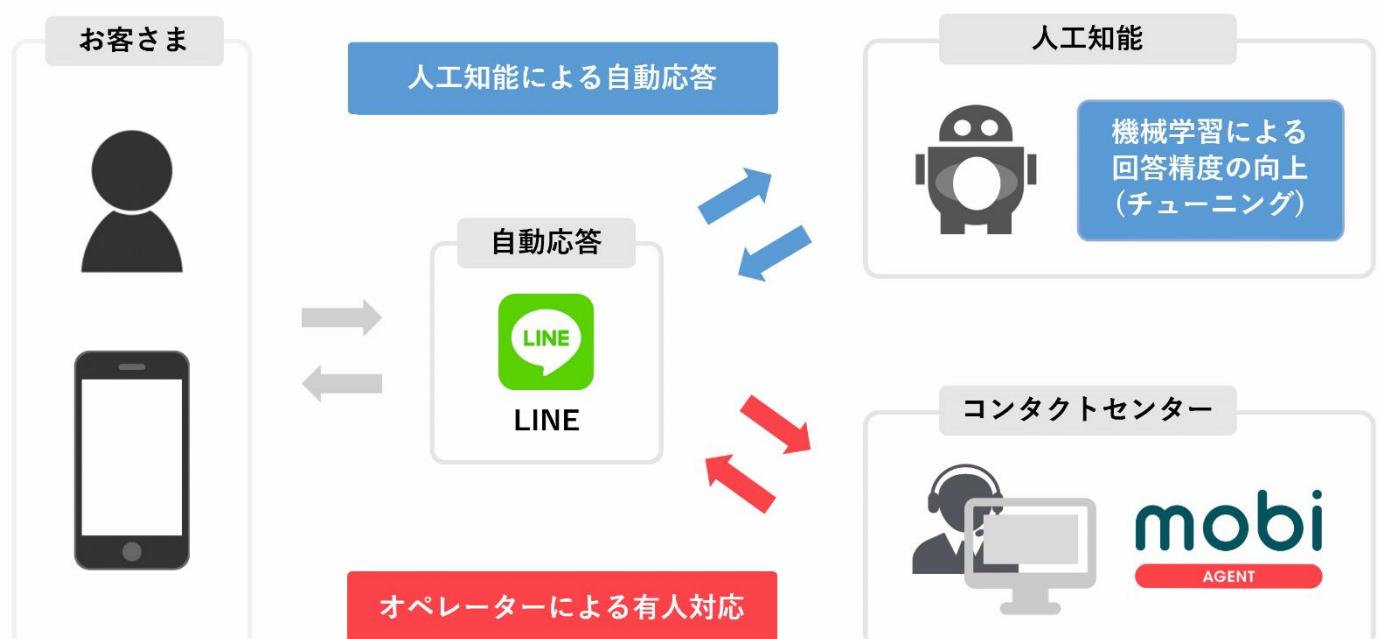 お客さま
人工知能による自動応答
人工知能
機械学習による
回答精度の向上
(チューニング)
自動応答
LINE
LINE
コンタクトセンター
mobi
AGENT
オペレーターによる有人対応